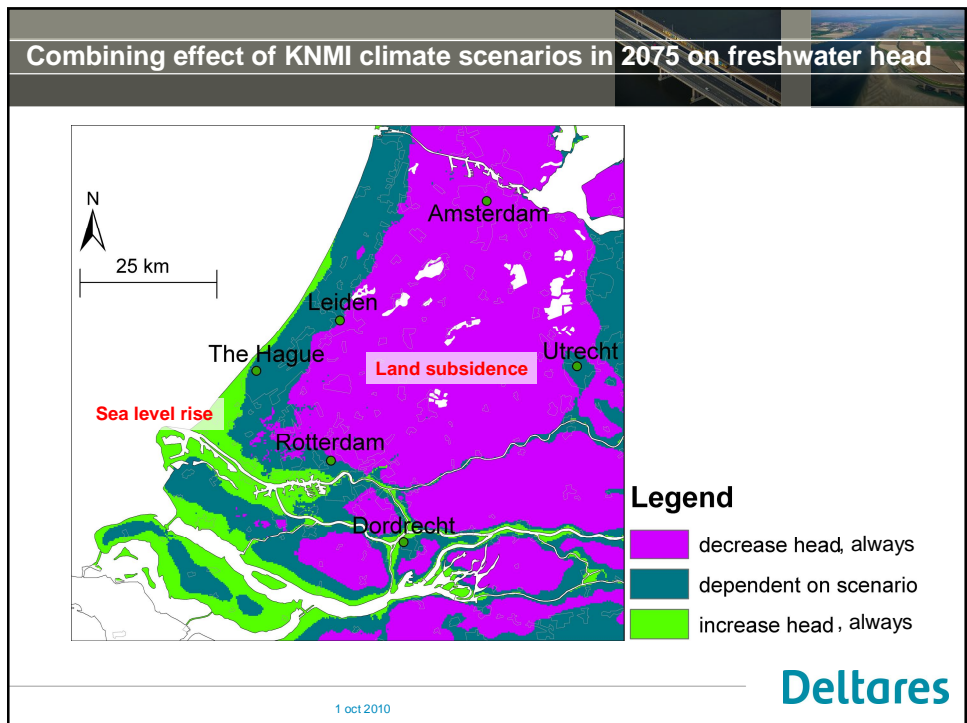 Combining effect of KNMI climate scenarios in 2075 on freshwater head
N
25 km
Amsterdam
Leiden
The Hague
Utrecht
Land subsidence
Sea level rise
Rotterdam
Dordrecht
Legend
decrease head, always
dependent on scenario
increase head, always
Deltares
1 oct 2010